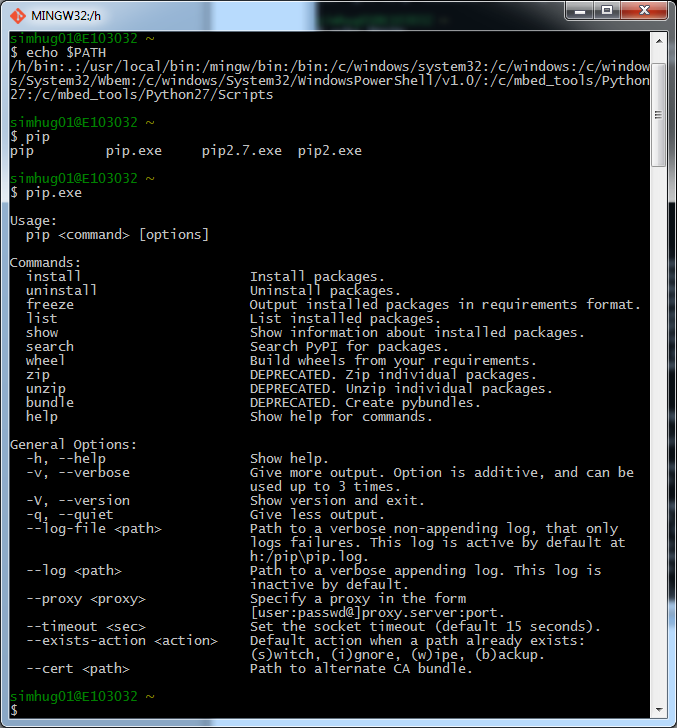 MINGW32:/h
simhug01@E103032 ~
$ echo $PATH
/h/bin:.:/usr/local/bin:/mingw/bin:/bin:/c/windows/system32:/c/windows:/c/window
s/System32/Wbem:/c/windows/System32/WindowsPowerShell/v1.0/:/c/mbed_tools/Python
27:/c/mbed_tools/Python27/Scripts
simhug01@E103032 ~
$ pip
pip         pip.exe     pip2.7.exe  pip2.exe
simhug01@E103032 ~
$ pip.exe
Usage:
  pip <command> [options]
Commands:
  install                     Install packages.
  uninstall                   Uninstall packages.
  freeze                      Output installed packages in requirements format.
  list                        List installed packages.
  show                        Show information about installed packages.
  search                      Search PyPI for packages.
  wheel                       Build wheels from your requirements.
  zip                         DEPRECATED. Zip individual packages.
  unzip                       DEPRECATED. Unzip individual packages.
  bundle                      DEPRECATED. Create pybundles.
  help                        Show help for commands.
General Options:
  -h, --help                  Show help.
  -v, --verbose               Give more output. Option is additive, and can be
                              used up to 3 times.
  -V, --version               Show version and exit.
  -q, --quiet                 Give less output.
  --log-file <path>           Path to a verbose non-appending log, that only
                              logs failures. This log is active by default at
                              h:/pip\pip.log.
  --log <path>                Path to a verbose appending log. This log is
                              inactive by default.
  --proxy <proxy>             Specify a proxy in the form
                              [user:passwd@]proxy.server:port.
  --timeout <sec>             Set the socket timeout (default 15 seconds).
  --exists-action <action>    Default action when a path already exists:
                              (s)witch, (i)gnore, (w)ipe, (b)ackup.
  --cert <path>               Path to alternate CA bundle.
simhug01@E103032 ~
$